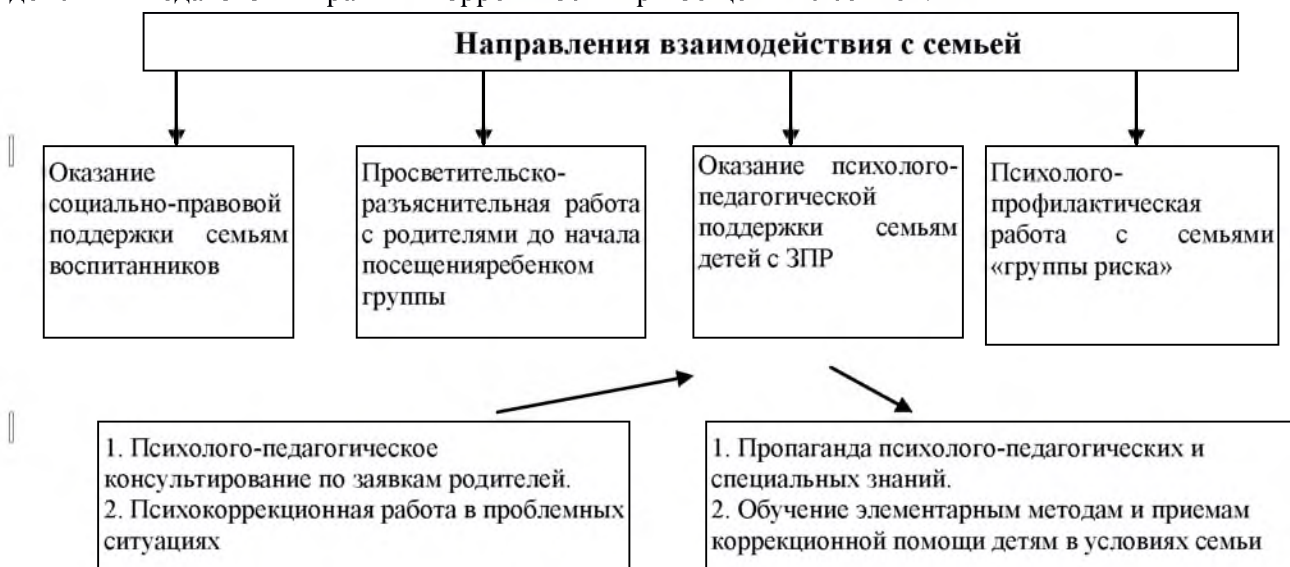 Направления взаимодействия с семьей
Оказание
социально-правовой
поддержки семьям
воспитанников
Просветительско-
разъяснительная работа
с родителями до начала
посещенияребенком
группы
Оказание психолого-
педагогической
поддержки семьям
детей с ЗПР
Психолого-
профилактическая
работа с семьями
«группы риска»
1. Психолого-педагогическое
консультирование по заявкам родителей.
2. Психокоррекционная работа в проблемных
ситуациях
1. Пропаганда психолого-педагогических и
специальных знаний.
2. Обучение элементарным методам и приемам
коррекционной помощи детям в условиях семьи